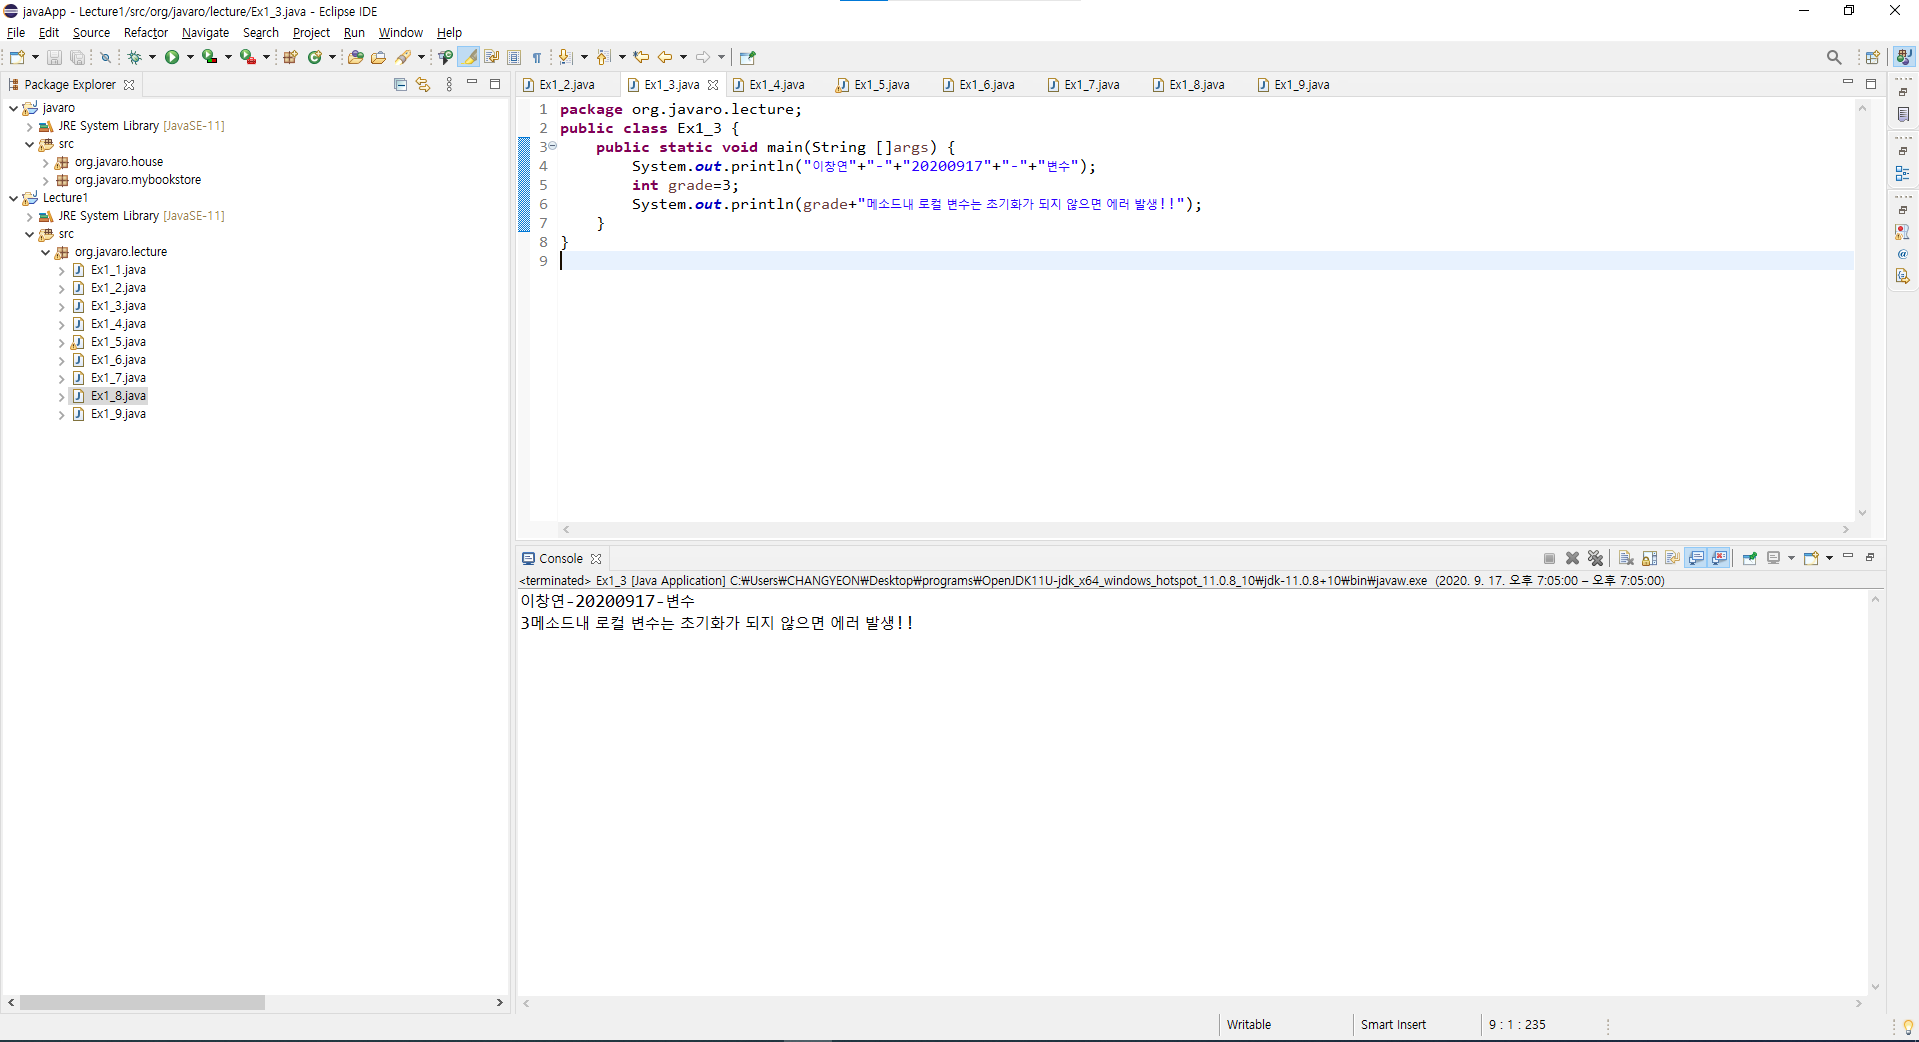 javaApp - Lecture1/src/org/javaro/lecture/Ex1_3.java - Eclipse IDE
File Edit Source Refactor Navigate Search Project Run Window Help
Package Explorer
javaro
JRE System Library [JavaSE-11]
src
org.javaro.house
org.javaro.mybookstore
Lecture1
JRE System Library [JavaSE-11]
src
org.javaro.lecture
Ex1_1.java
Ex1_2.java
Ex1_3.java
Ex1_4.java
Ex1_5.java
Ex1_6.java
Ex1_7.java
Ex1_8.java
Ex1_9.java
Ex1_2.java Ex1_3.java Ex1_4.java Ex1_5.java Ex1_6.java Ex1_7.java Ex1_8.java Ex1_9.java
1 package org.javaro.lecture;
2 public class Ex1_3 {
3 public static void main(String []args) {
4 System.out.println("이창연"+"-"+"20200917"+"-"+"변수");
5 int grade=3;
6 System.out.println(grade+"메소드내 로컬 변수는 초기화가 되지 않으면 에러 발생!!");
7 }
8 }
9
Console
<terminated> Ex1_3 [Java Application] C:₩Users₩CHANGYEON₩Desktop₩programs₩OpenJDK11U-jdk_x64_windows_hotspot_11.0.8_10₩jdk-11.0.8+10₩bin₩javaw.exe (2020. 9. 17. 오후 7:05:00 – 오후 7:05:00)
이창연-20200917-변수
3메소드내 로컬 변수는 초기화가 되지 않으면 에러 발생!!
Writable Smart Insert 9 : 1 : 235